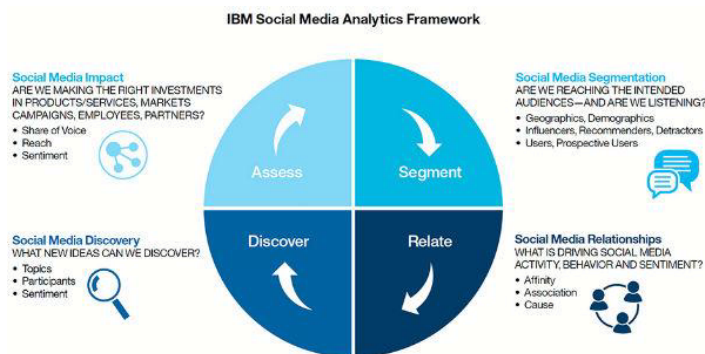 IBM Social Media Analytics Framework
Social Media Impact
ARE WE MAKING THE RIGHT INVESTMENTS
IN PRODUCTS/SERVICES, MARKETS
CAMPAIGNS, EMPLOYEES, PARTNERS?
• Share of Voice
• Reach
• Sentiment
Assess
Segment
Social Media Segmentation
ARE WE REACHING THE INTENDED
AUDIENCES—AND ARE WE LISTENING?
• Geographics, Demographics
• Influencers, Recommenders, Detractors
• Users, Prospective Users
Social Media Discovery
WHAT NEW IDEAS CAN WE DISCOVER?
• Topics
• Participants
• Sentiment
Discover
Relate
Social Media Relationships
WHAT IS DRIVING SOCIAL MEDIA
ACTIVITY, BEHAVIOR AND SENTIMENT?
• Affinity
• Association
• Cause